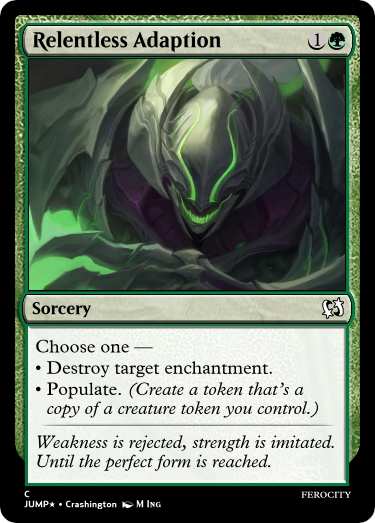 Relentless Adaption 1
Sorcery
Choose one —
• Destroy target enchantment.
• Populate. (Create a token that's a
copy of a creature token you control.)
Weakness is rejected, strength is imitated.
Until the perfect form is reached.
C
JUMP★ • Crashington M Ing
FEROCITY